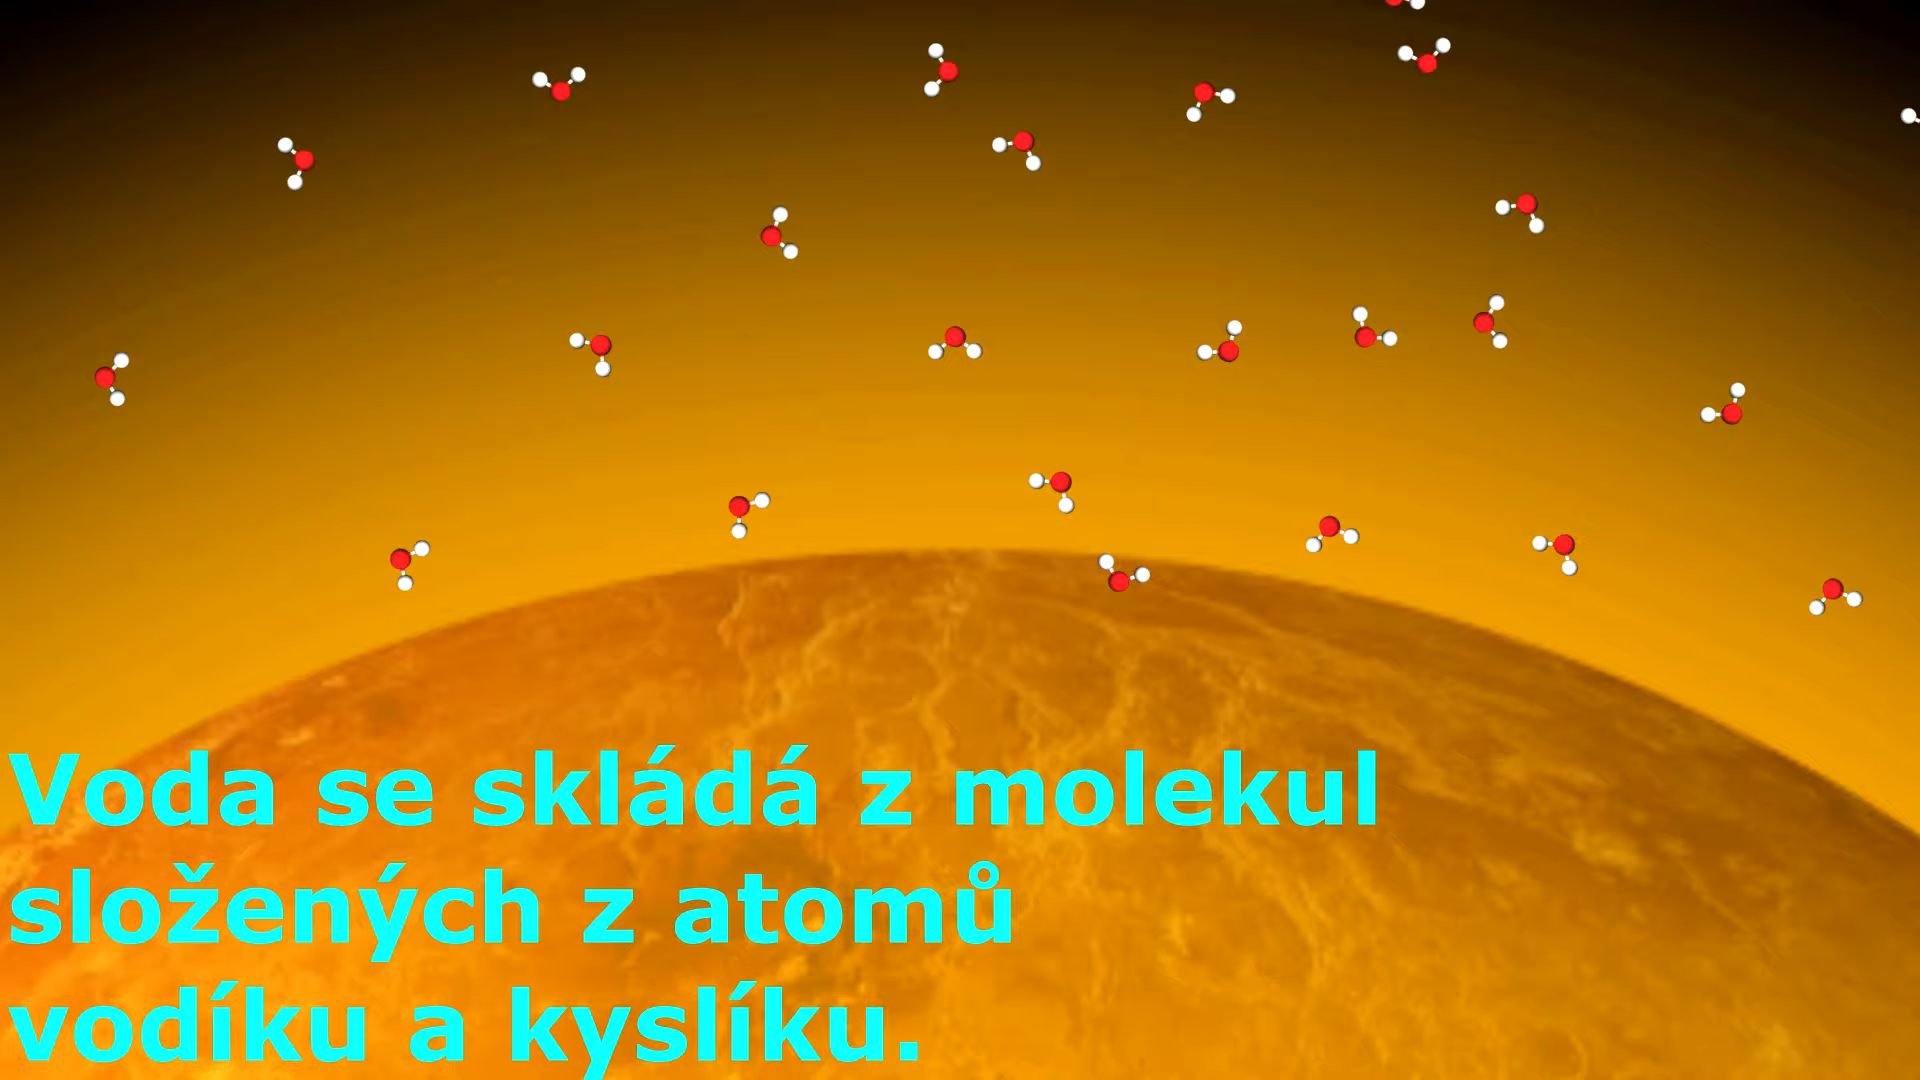 Voda se skládá z molekul
složených z atomů
vodíku a kyslíku.